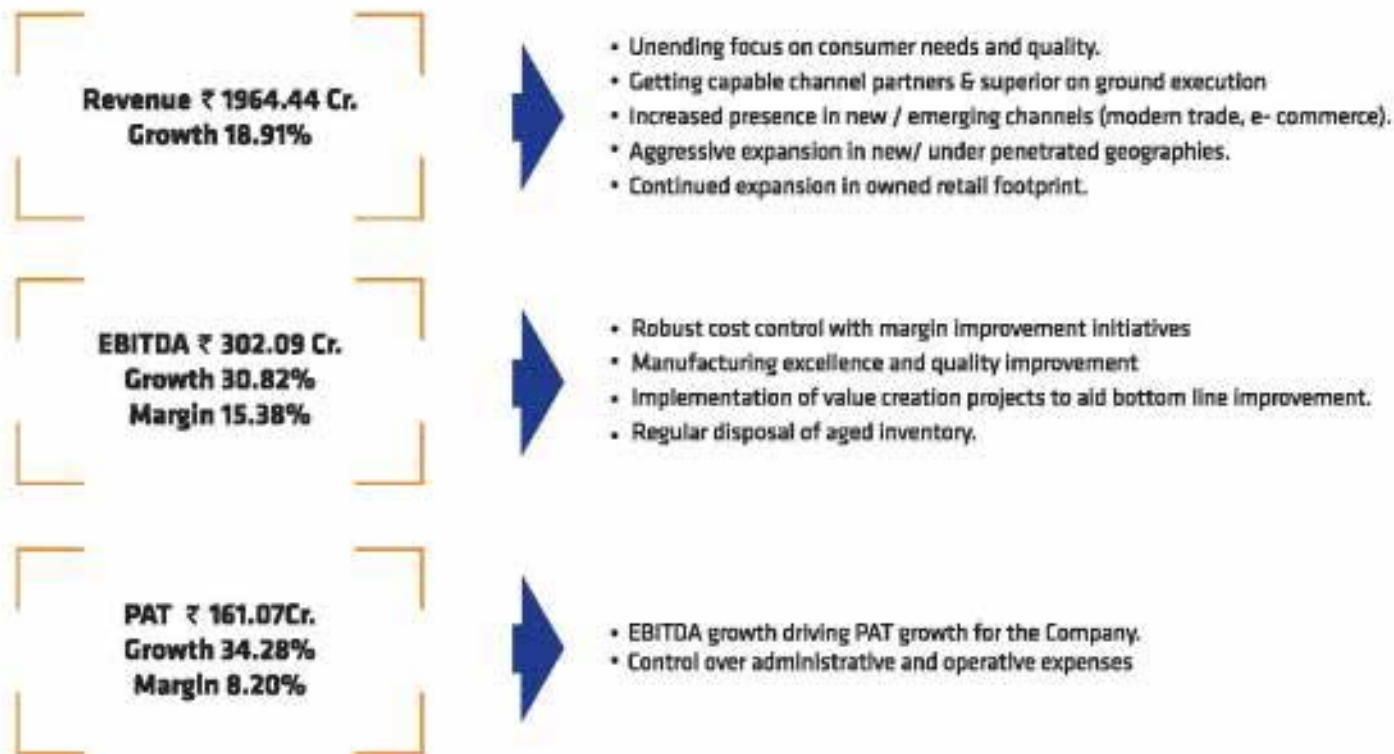 Revenue ₹ 1964.44 Cr.
Growth 18.91%
• Unending focus on consumer needs and quality.
• Getting capable channel partners & superior on ground execution
• Increased presence in new / emerging channels (modern trade, e- commerce).
• Aggressive expansion in new/ under penetrated geographies.
• Continued expansion in owned retail footprint.
EBITDA ₹ 302.09 Cr.
Growth 30.82%
Margin 15.38%
• Robust cost control with margin improvement initiatives
• Manufacturing excellence and quality improvement
• Implementation of value creation projects to aid bottom line improvement.
• Regular disposal of aged inventory.
PAT ₹ 161.07Cr.
Growth 34.28%
Margin 8.20%
• EBITDA growth driving PAT growth for the Company.
• Control over administrative and operative expenses